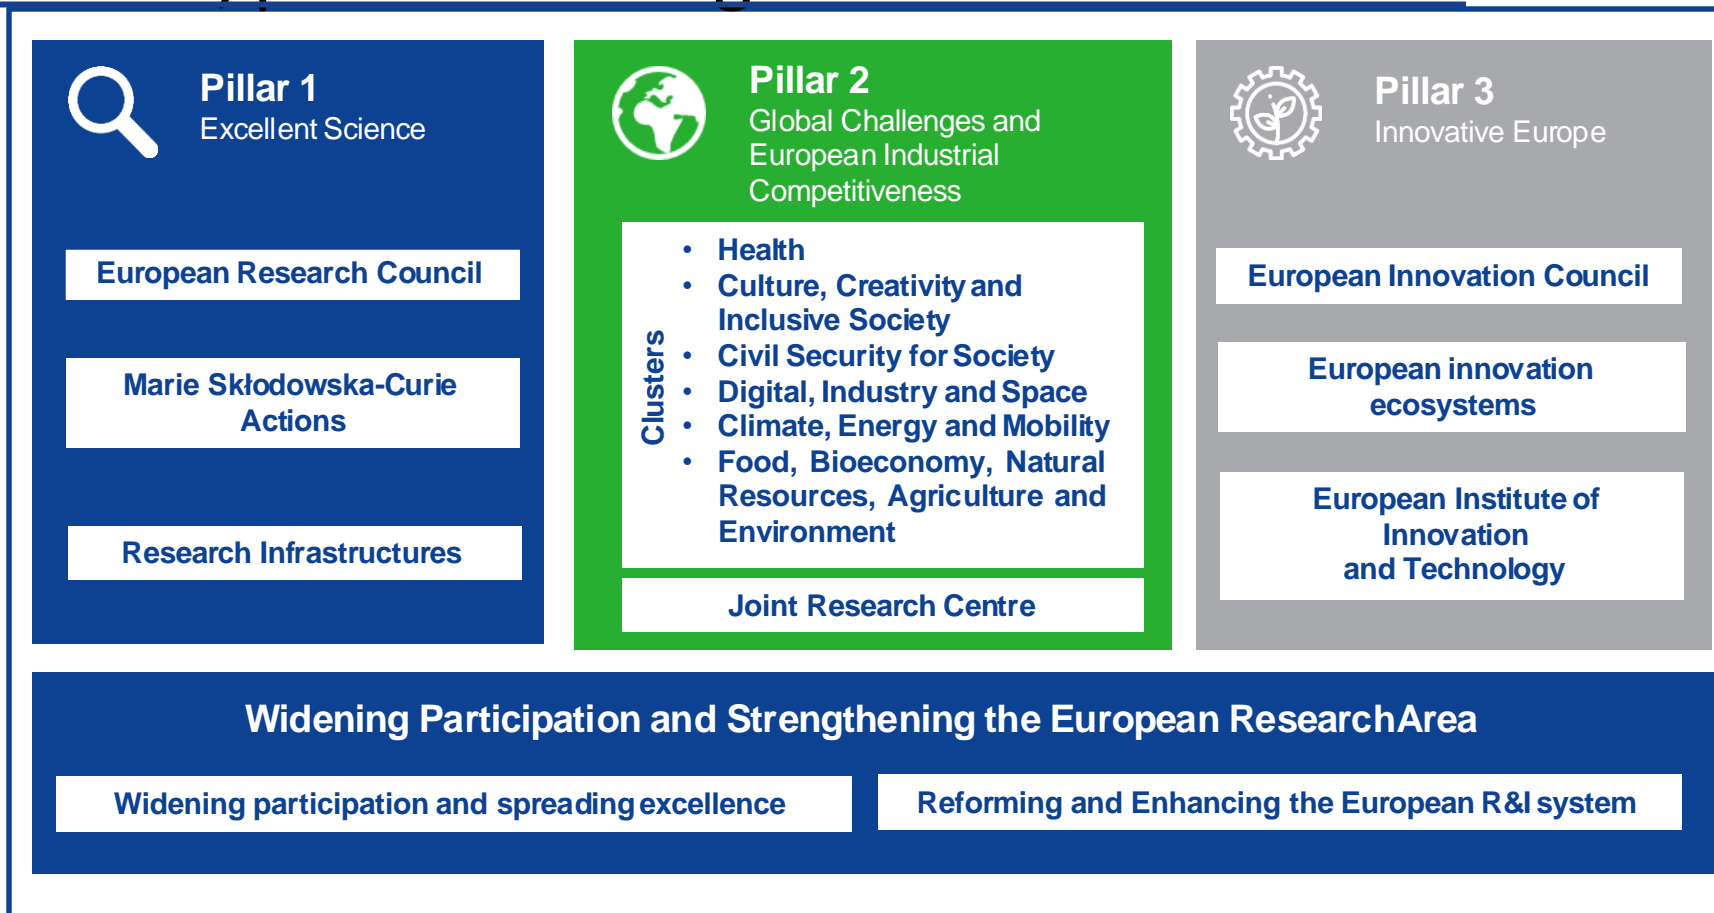 Pillar 1
Excellent Science
European Research Council
Marie Skłodowska-Curie
Actions
Research Infrastructures
Pillar 2
Global Challenges and
European Industrial
Competitiveness
Clusters
• Health
• Culture, Creativity and
Inclusive Society
• Civil Security for Society
• Digital, Industry and Space
• Climate, Energy and Mobility
• Food, Bioeconomy, Natural
Resources, Agriculture and
Environment
Joint Research Centre
Pillar 3
Innovative Europe
European Innovation Council
European innovation
ecosystems
European Institute of
Innovation
and Technology
Widening Participation and Strengthening the European Research Area
Widening participation and spreading excellence
Reforming and Enhancing the European R&I system